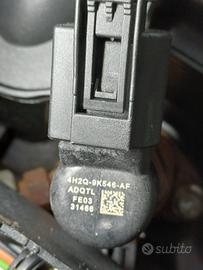 4H2Q-9K546-AF
ADQTL
FE03
31466
subito